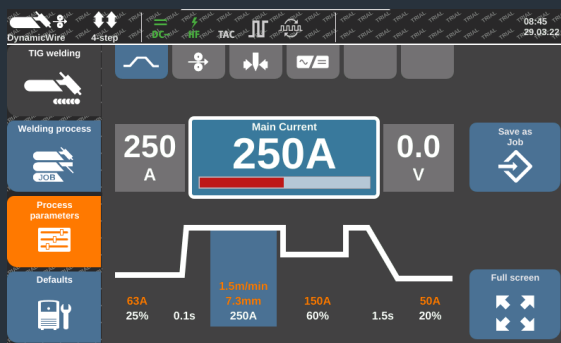 DynamicWire
4-step
DC-
HF
TAC
08:45
29.03.22
TIG welding
Welding process
JOB
Process
parameters
Defaults
250
A
Main Current
250A
0.0
V
Save as
Job
Full screen
1.5m/min
63A
7.3mm
150A
50A
25%
0.1s
250A
60%
1.5s
20%
TRIAL